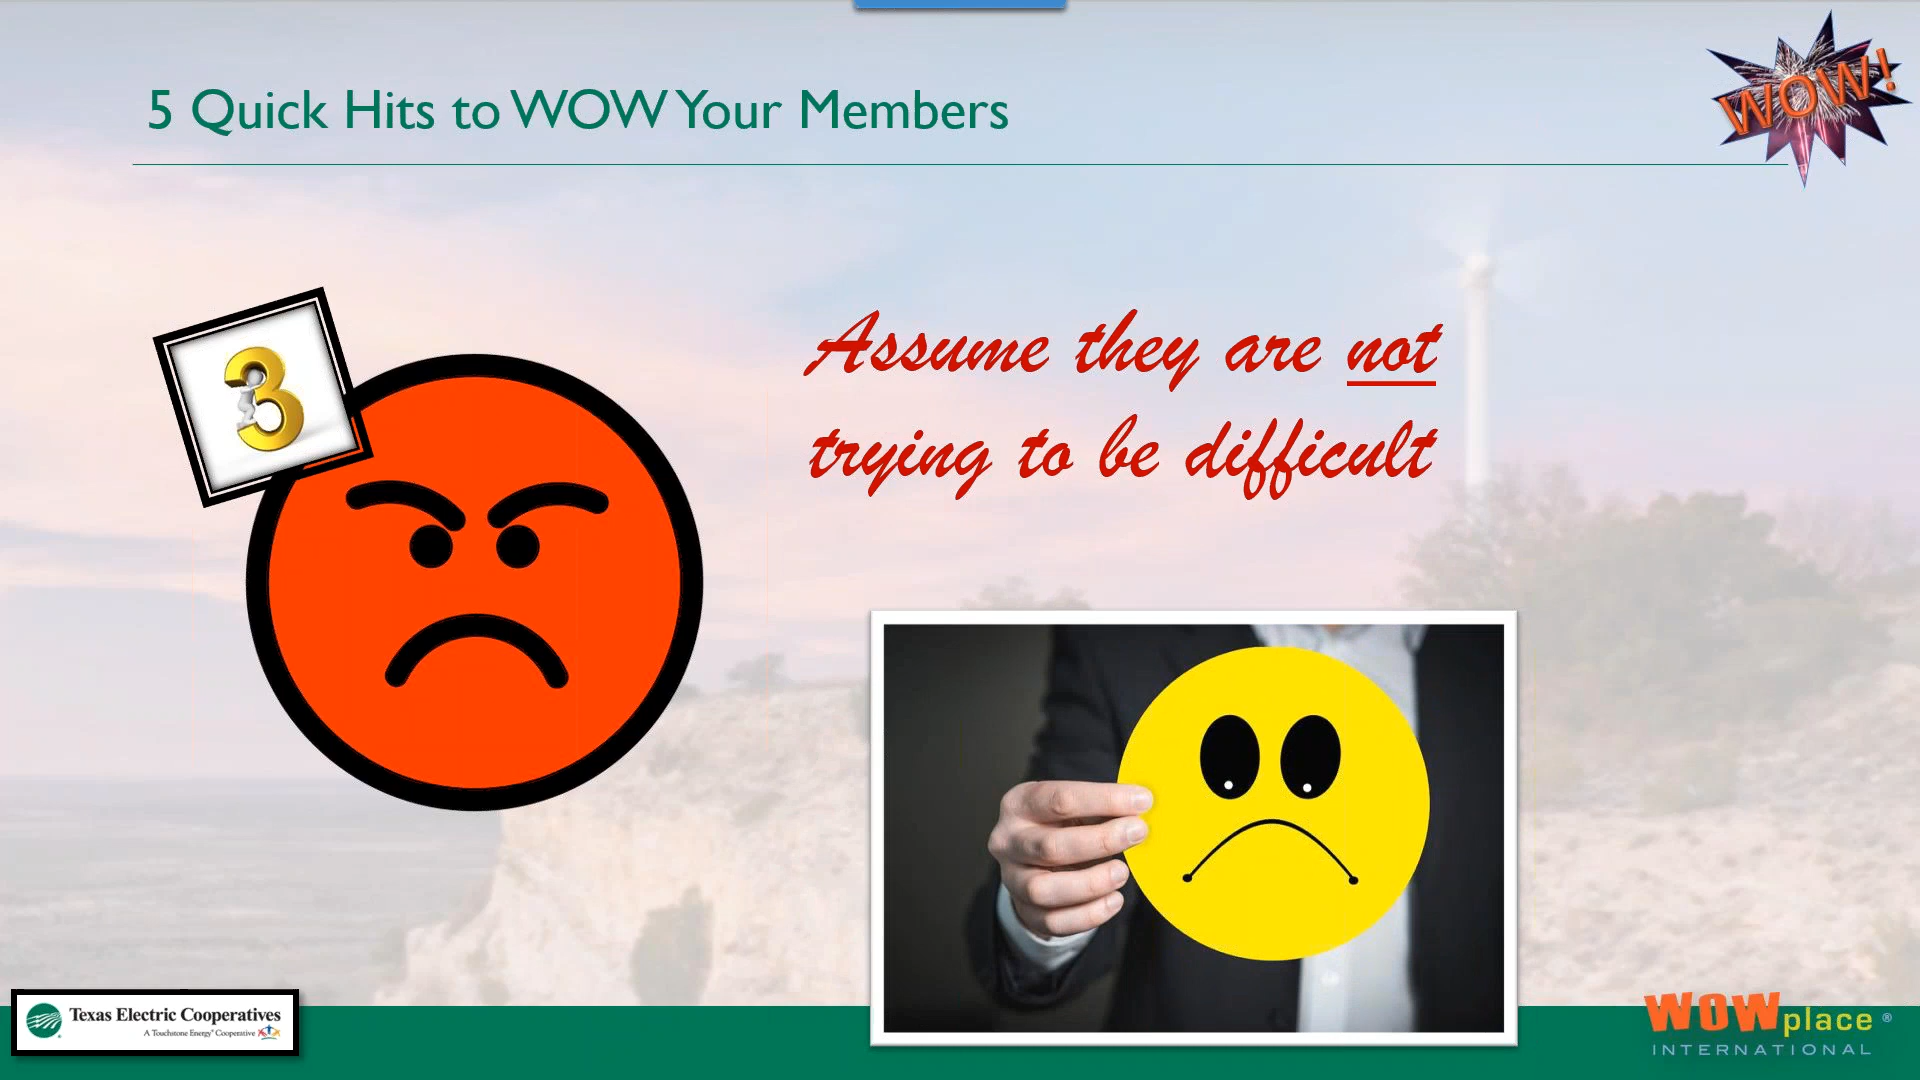 5 Quick Hits to WOW Your Members
WOW!
3
Assume they are not
trying to be difficult
Texas Electric Cooperatives
A Touchstone Energy® Cooperative
WOWplace®
INTERNATIONAL